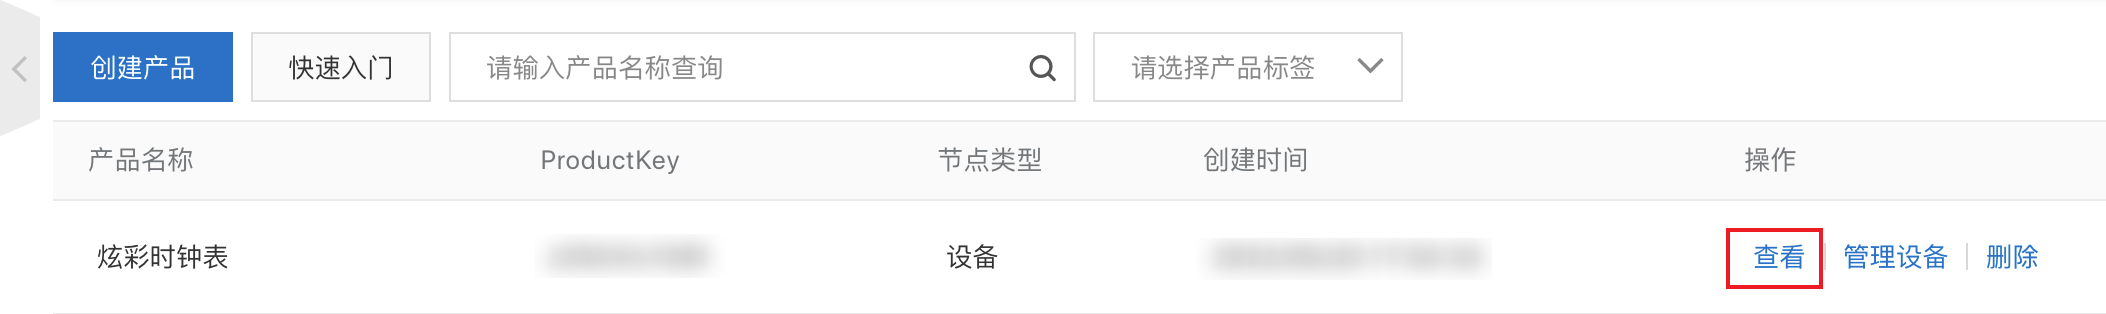 创建产品 快速入门 请输入产品名称查询 请选择产品标签
产品名称 ProductKey 节点类型 创建时间 操作
炫彩时钟表 设备 查看 管理设备 删除